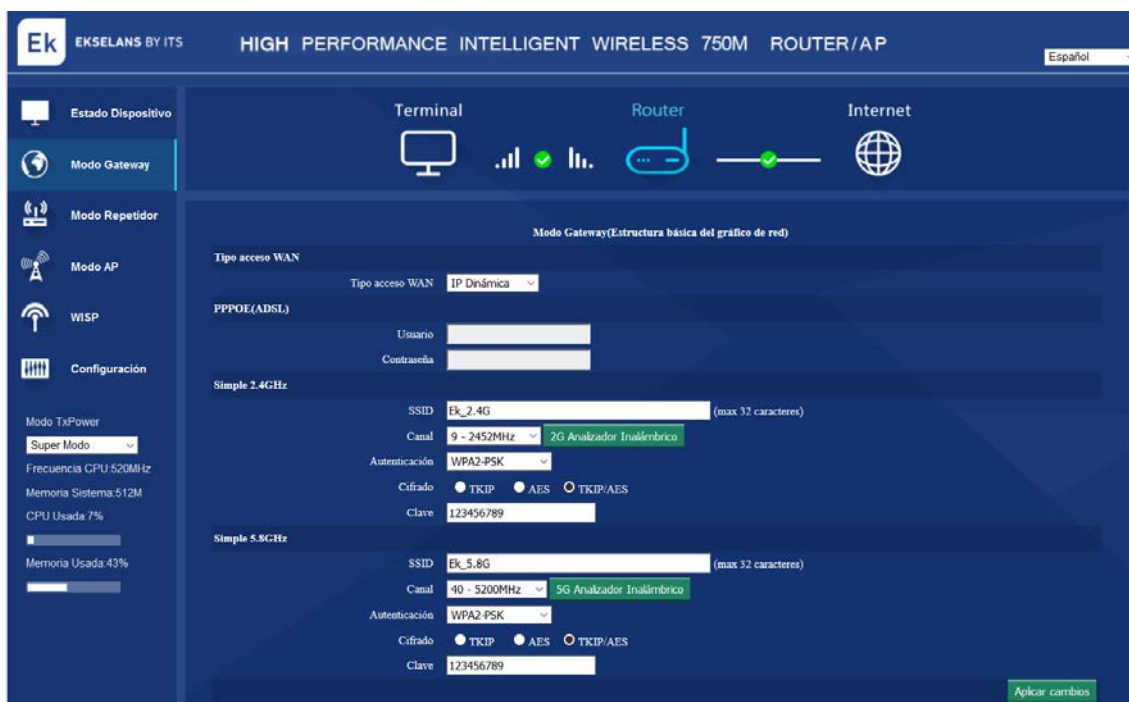 Ek EKSELANS BY ITS
HIGH PERFORMANCE INTELLIGENT WIRELESS 750M ROUTER/AP
Español
Estado Dispositivo
Modo Gateway
Modo Repetidor
Modo AP
WISP
Configuración
Modo TxPower
Super Modo
Frecuencia CPU:520MHz
Memoria Sistema:512M
CPU Usada:7%
Memoria Usada:43%
Terminal
Router
Internet
Modo Gateway(Estructura básica del gráfico de red)
Tipo acceso WAN
Tipo acceso WAN IP Dinámica
PPPOE(ADSL)
Usuario
Contraseña
Simple 2.4GHz
SSID Ek_2.4G (max 32 caracteres)
Canal 9 - 2452MHz 2G Analizador Inalámbrico
Autenticación WPA2-PSK
Cifrado TKIP AES TKIP/AES
Clave 123456789
Simple 5.8GHz
SSID Ek_5.8G (max 32 caracteres)
Canal 40 - 5200MHz 5G Analizador Inalámbrico
Autenticación WPA2-PSK
Cifrado TKIP AES TKIP/AES
Clave 123456789
Aplicar cambios